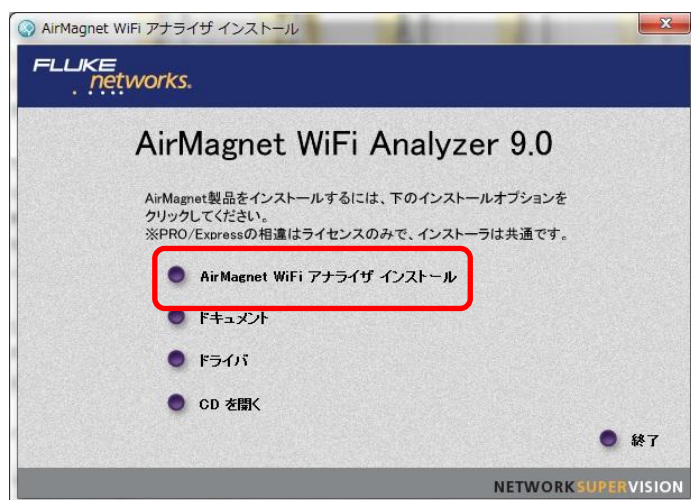 AirMagnet WiFi アナライザ インストール
FLUKE
networks.
AirMagnet WiFi Analyzer 9.0
AirMagnet製品をインストールするには、下のインストールオプションを
クリックしてください。
※PRO/Expressの相違はライセンスのみで、インストーラは共通です。
AirMagnet WiFi アナライザ インストール
ドキュメント
ドライバ
CD を開く
終了
NETWORKSUPERVISION